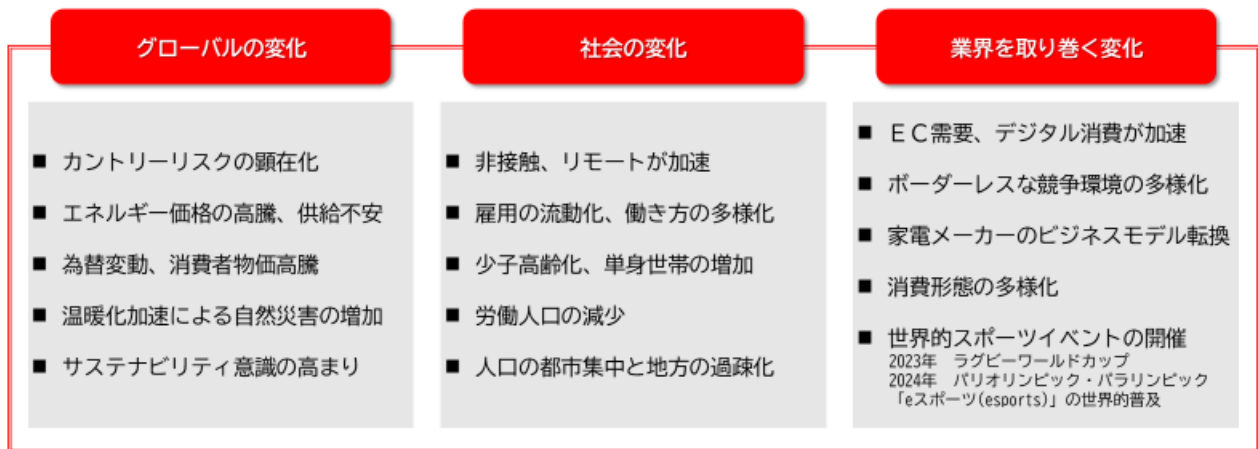 グローバルの変化
■ カントリーリスクの顕在化
■ エネルギー価格の高騰、供給不安
■ 為替変動、消費者物価高騰
■ 温暖化加速による自然災害の増加
■ サステナビリティ意識の高まり
社会の変化
■ 非接触、リモートが加速
■ 雇用の流動化、働き方の多様化
■ 少子高齢化、単身世帯の増加
■ 労働人口の減少
■ 人口の都市集中と地方の過疎化
業界を取り巻く変化
■ ＥＣ需要、デジタル消費が加速
■ ボーダーレスな競争環境の多様化
■ 家電メーカーのビジネスモデル転換
■ 消費形態の多様化
■ 世界的スポーツイベントの開催
2023年　ラグビーワールドカップ
2024年　パリオリンピック・パラリンピック
「eスポーツ(esports)」の世界的普及